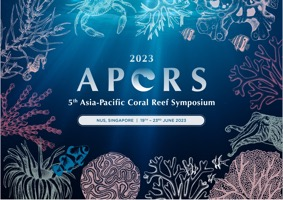 2023
APCRS
5th Asia-Pacific Coral Reef Symposium
NUS, SINGAPORE | 19TH – 23RD JUNE 2023